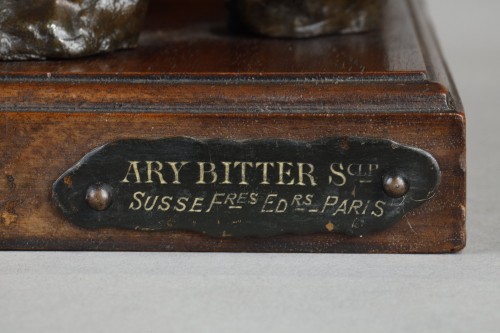 ARY BITTER SCLP
SUSSE FRES EDRS PARIS